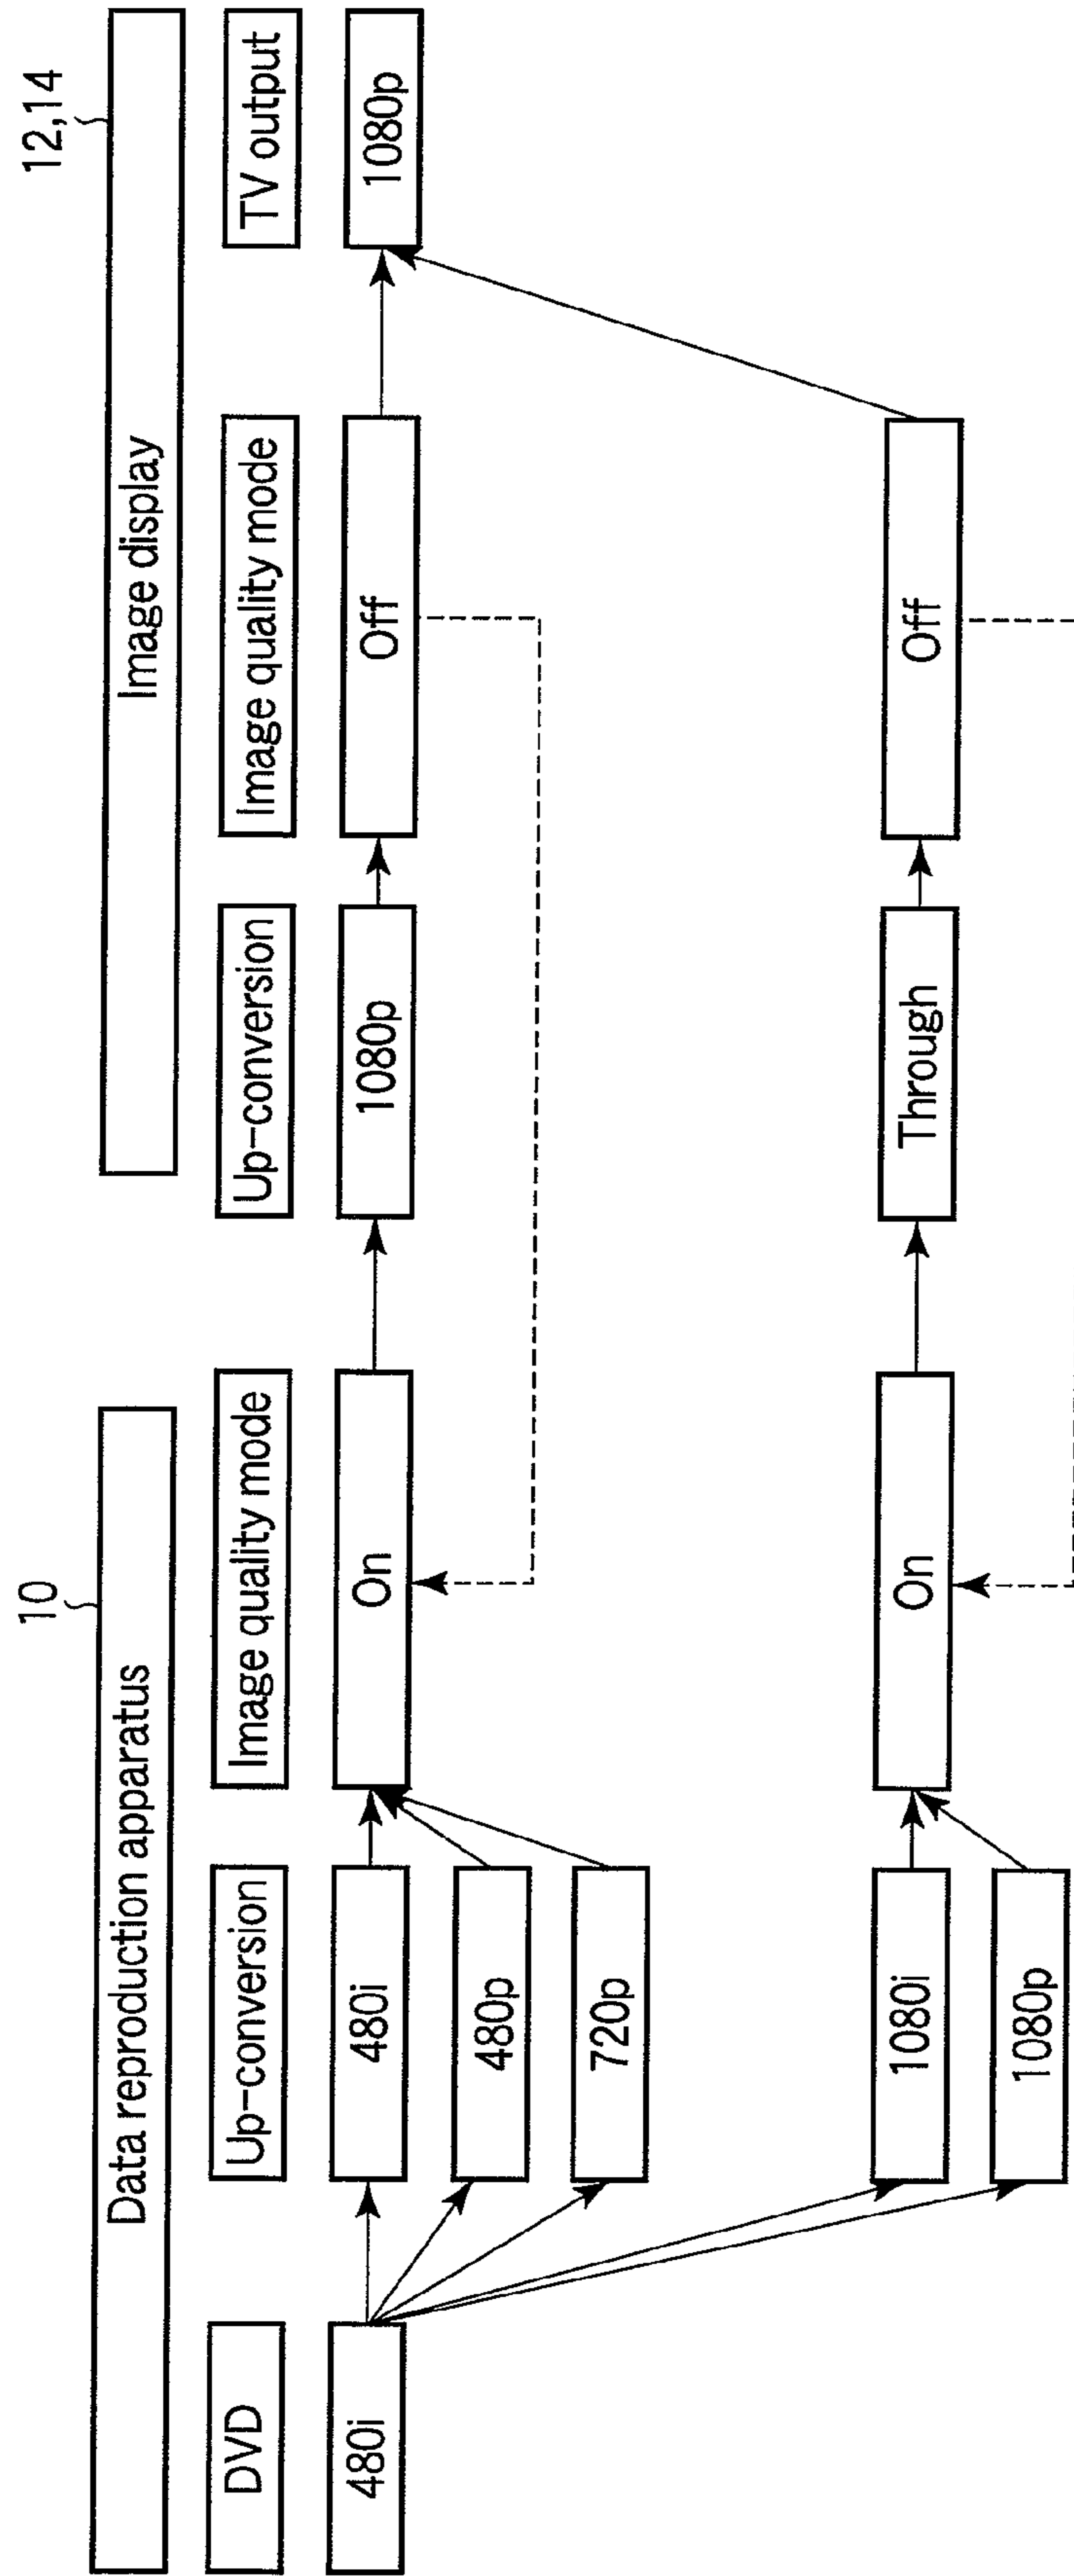 10
12,14
Data reproduction apparatus
Image display
DVD
Up-conversion
Image quality mode
Up-conversion
Image quality mode
TV output
480i
480i
On
1080p
Off
1080p
480p
720p
1080i
On
Through
Off
1080p